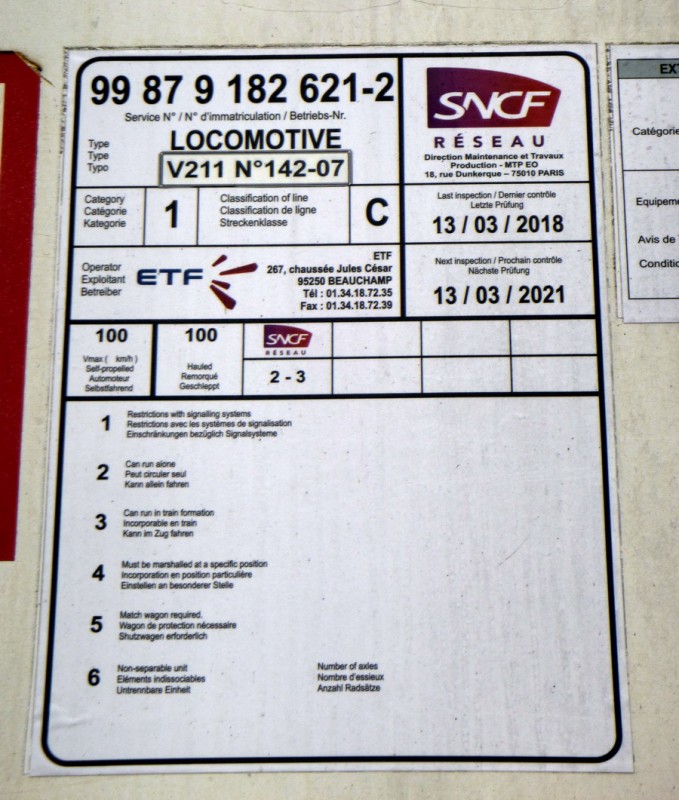 99 87 9 182 621-2
Service N° / N° d'immatriculation / Betriebs-Nr.
Type
Type
Typo
LOCOMOTIVE
V211 N°142-07
SNCF
RÉSEAU
Direction Maintenance et Travaux
Production - MTP EO
18, rue Dunkerque – 75010 PARIS
Category
Catégorie
Kategorie
1
Classification of line
Classification de ligne
Streckenklasse
C
Last inspection / Dernier contrôle
Letzte Prüfung
13 / 03 / 2018
Operator
Exploitant
Betreiber
ETF
ETF
267, chaussée Jules César
95250 BEAUCHAMP
Tél : 01.34.18.72.35
Fax : 01.34.18.72.39
Next inspection / Prochain contrôle
Nächste Prüfung
13 / 03 / 2021
100
Vmax ( km/h )
Self-propelled
Automoteur
Selbstfahrend
100
Hauled
Remorqué
Geschleppt
SNCF
RÉSEAU
2 - 3
1
Restrictions with signalling systems
Restrictions avec les systèmes de signalisation
Einschränkungen bezüglich Signalsysteme
2
Can run alone
Peut circuler seul
Kann allein fahren
3
Can run in train formation
Incorporable en train
Kann im Zug fahren
4
Must be marshalled at a specific position
Incorporation en position particulière
Einstellen an besonderer Stelle
5
Match wagon required.
Wagon de protection nécessaire
Shutzwagen erforderlich
6
Non-separable unit
Eléments indissociables
Untrennbare Einheit
Number of axles
Nombre d'essieux
Anzahl Radsätze
EXT
Catégorie
Equipeme
Avis de
Conditio